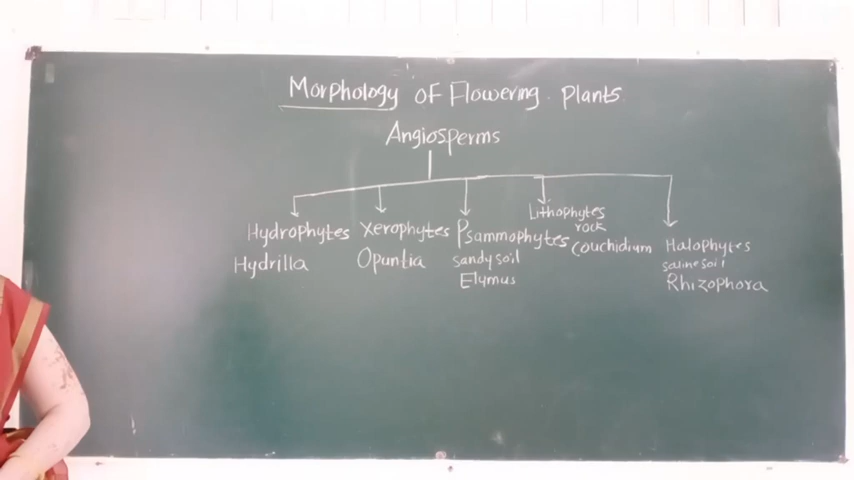 Morphology of Flowering Plants
Angiosperms
Hydrophytes
Hydrilla
Xerophytes
Opuntia
Psammophytes
sandy soil
Elymus
Lithophytes
rock
Couchidium
Halophytes
saline soil
Rhizophora